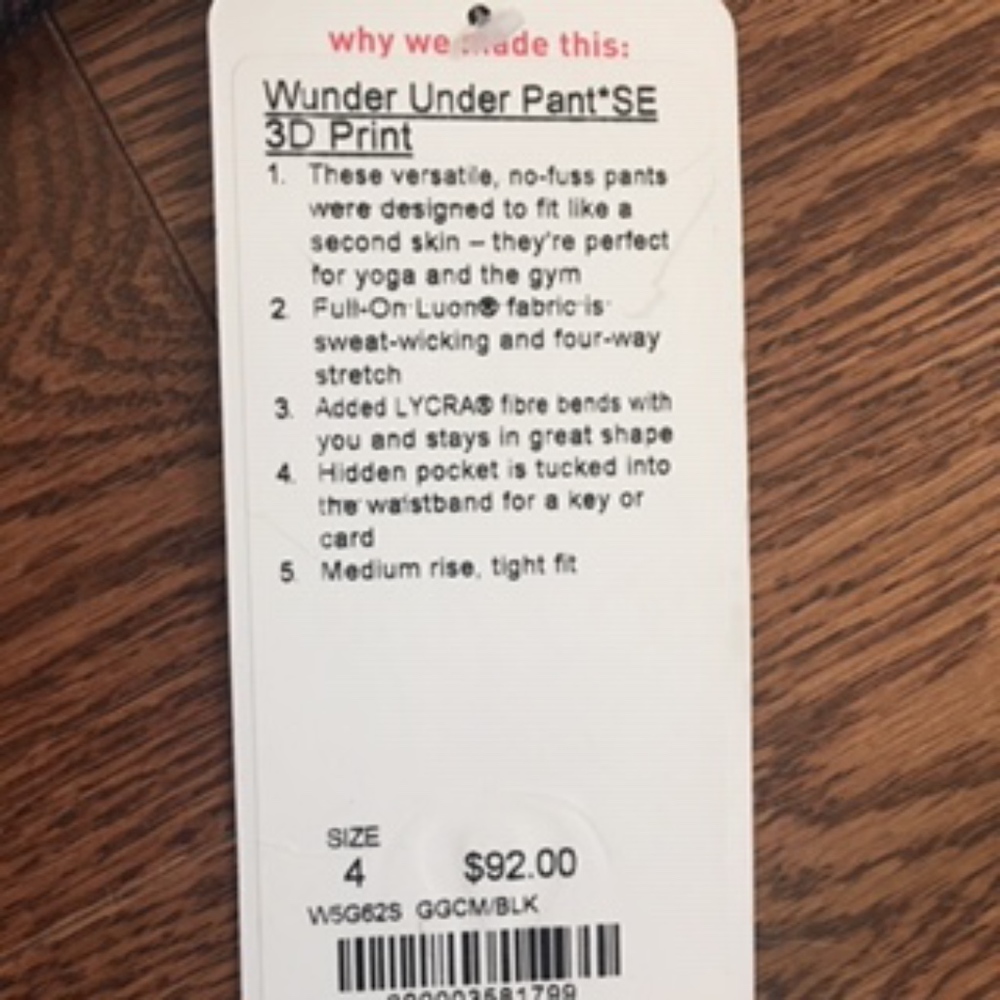 why we made this:
Wunder Under Pant*SE
3D Print
1. These versatile, no-fuss pants
were designed to fit like a
second skin – they're perfect
for yoga and the gym
2. Full-On Luon® fabric is
sweat-wicking and four-way
stretch
3. Added LYCRA® fibre bends with
you and stays in great shape
4. Hidden pocket is tucked into
the waistband for a key or
card
5. Medium rise, tight fit
SIZE
4 $92.00
W5G62S GGCM/BLK